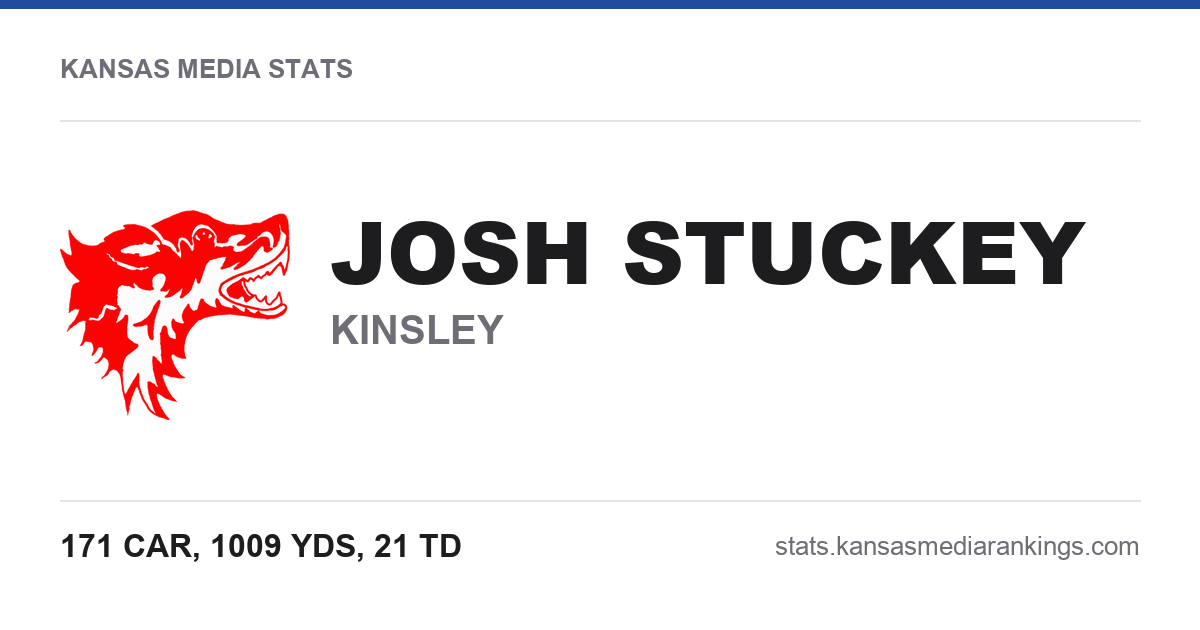 KANSAS MEDIA STATS
JOSH STUCKEY
KINSLEY
171 CAR, 1009 YDS, 21 TD
stats.kansasmediarankings.com